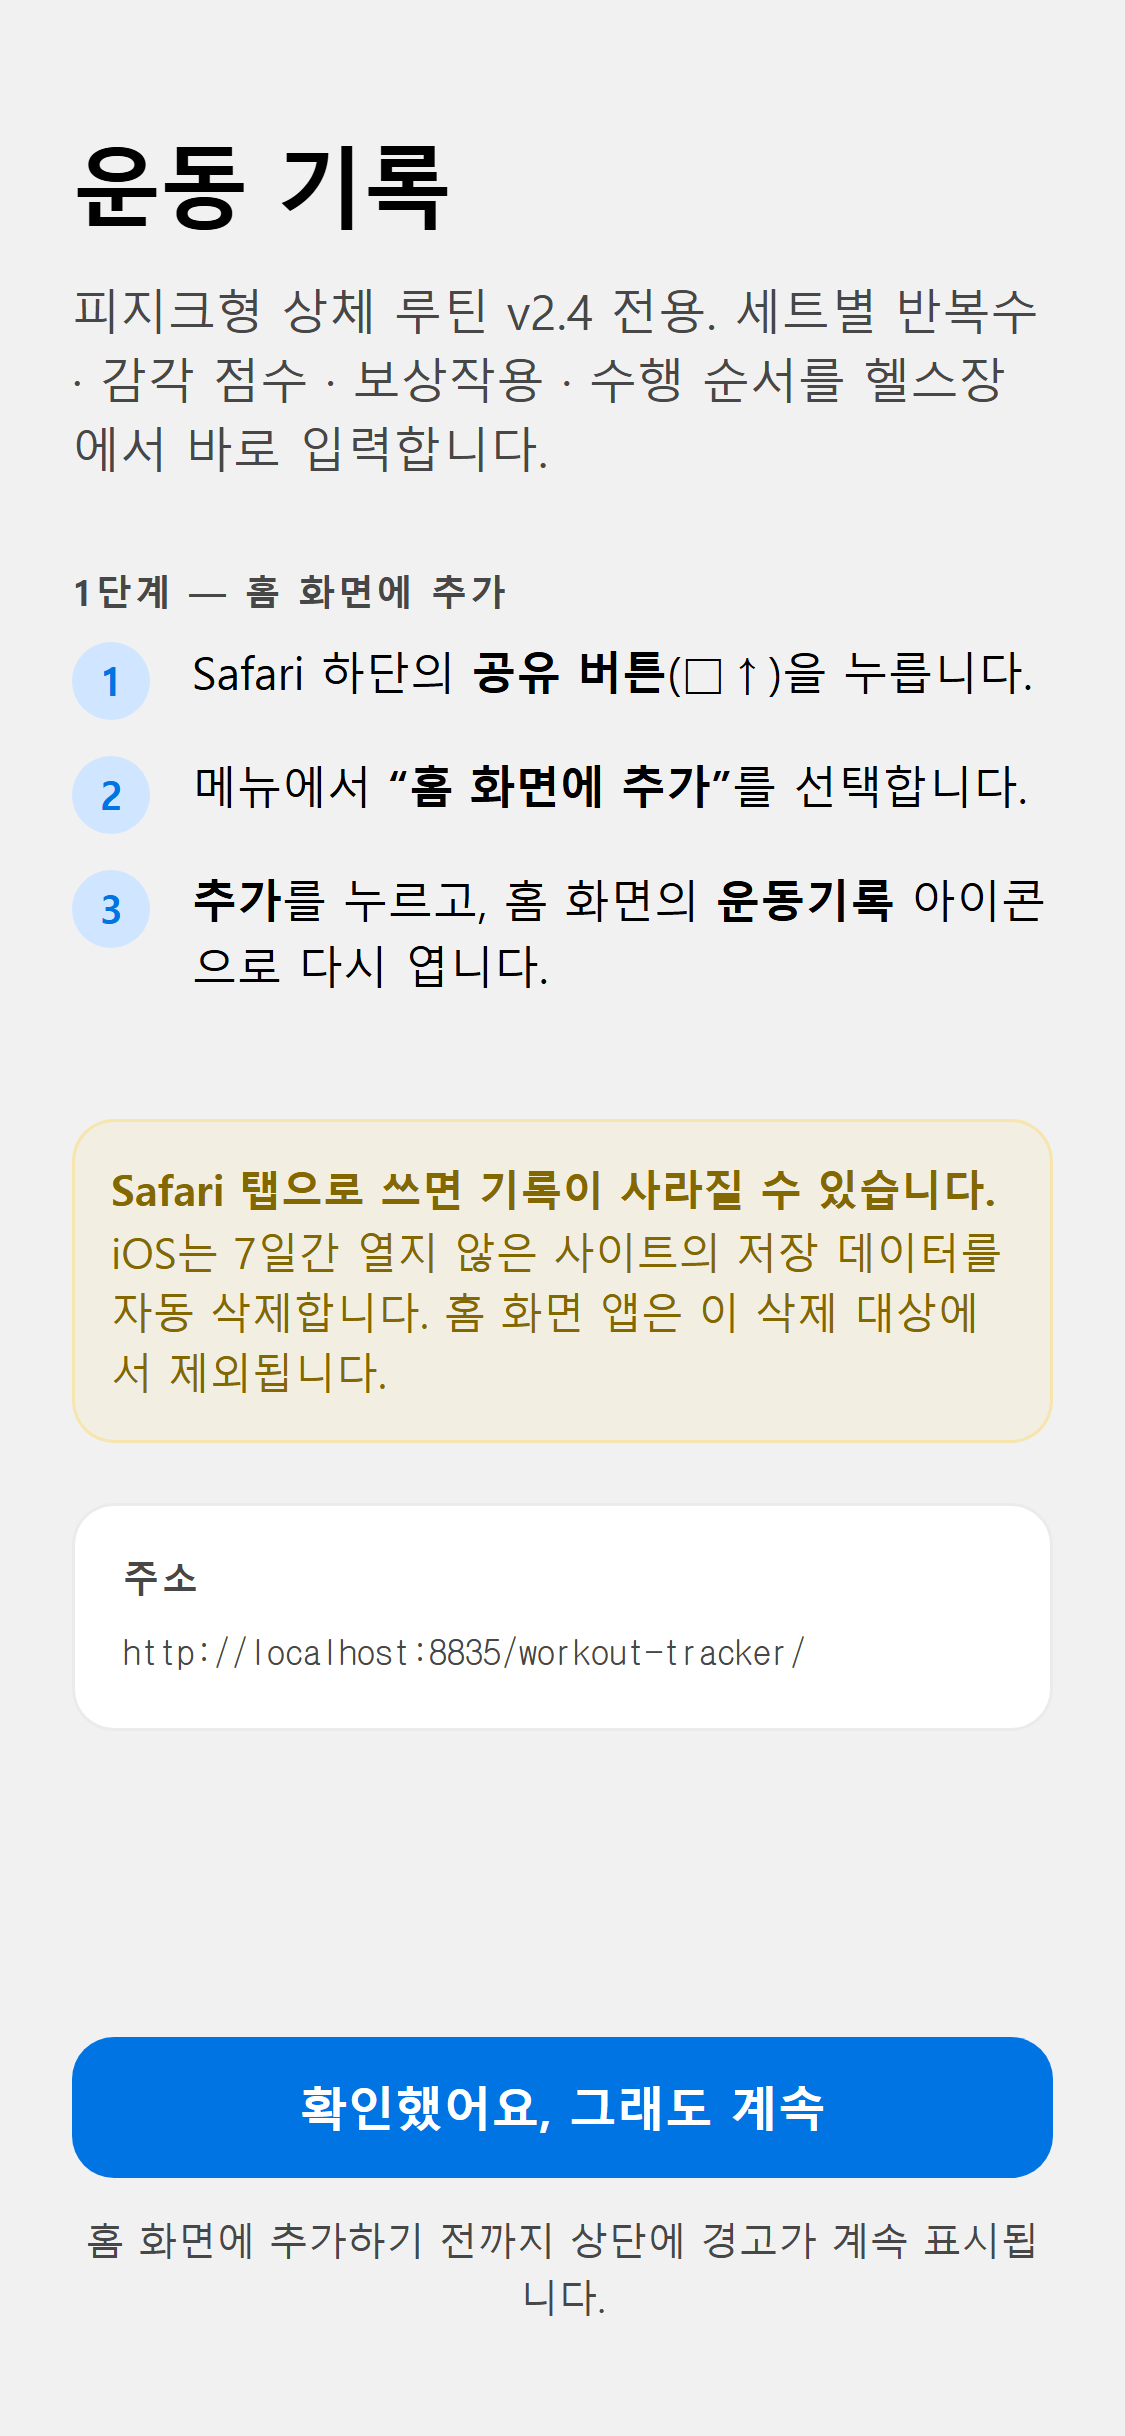 운동 기록
피지크형 상체 루틴 v2.4 전용. 세트별 반복수
· 감각 점수 · 보상작용 · 수행 순서를 헬스장
에서 바로 입력합니다.
1단계 — 홈 화면에 추가
1
Safari 하단의 공유 버튼(□↑)을 누릅니다.
2
메뉴에서 “홈 화면에 추가”를 선택합니다.
3
추가를 누르고, 홈 화면의 운동기록 아이콘
으로 다시 엽니다.
Safari 탭으로 쓰면 기록이 사라질 수 있습니다.
iOS는 7일간 열지 않은 사이트의 저장 데이터를
자동 삭제합니다. 홈 화면 앱은 이 삭제 대상에
서 제외됩니다.
주소
http://localhost:8835/workout-tracker/
확인했어요, 그래도 계속
홈 화면에 추가하기 전까지 상단에 경고가 계속 표시됩
니다.